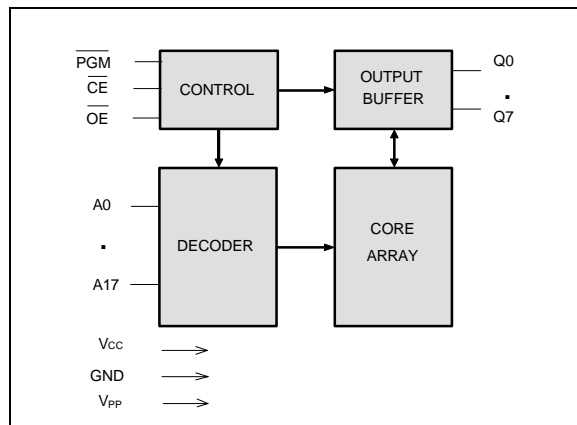 PGM
CE
OE
CONTROL
OUTPUT
BUFFER
Q0
.
Q7
A0
.
A17
DECODER
CORE
ARRAY
VCC
GND
VPP